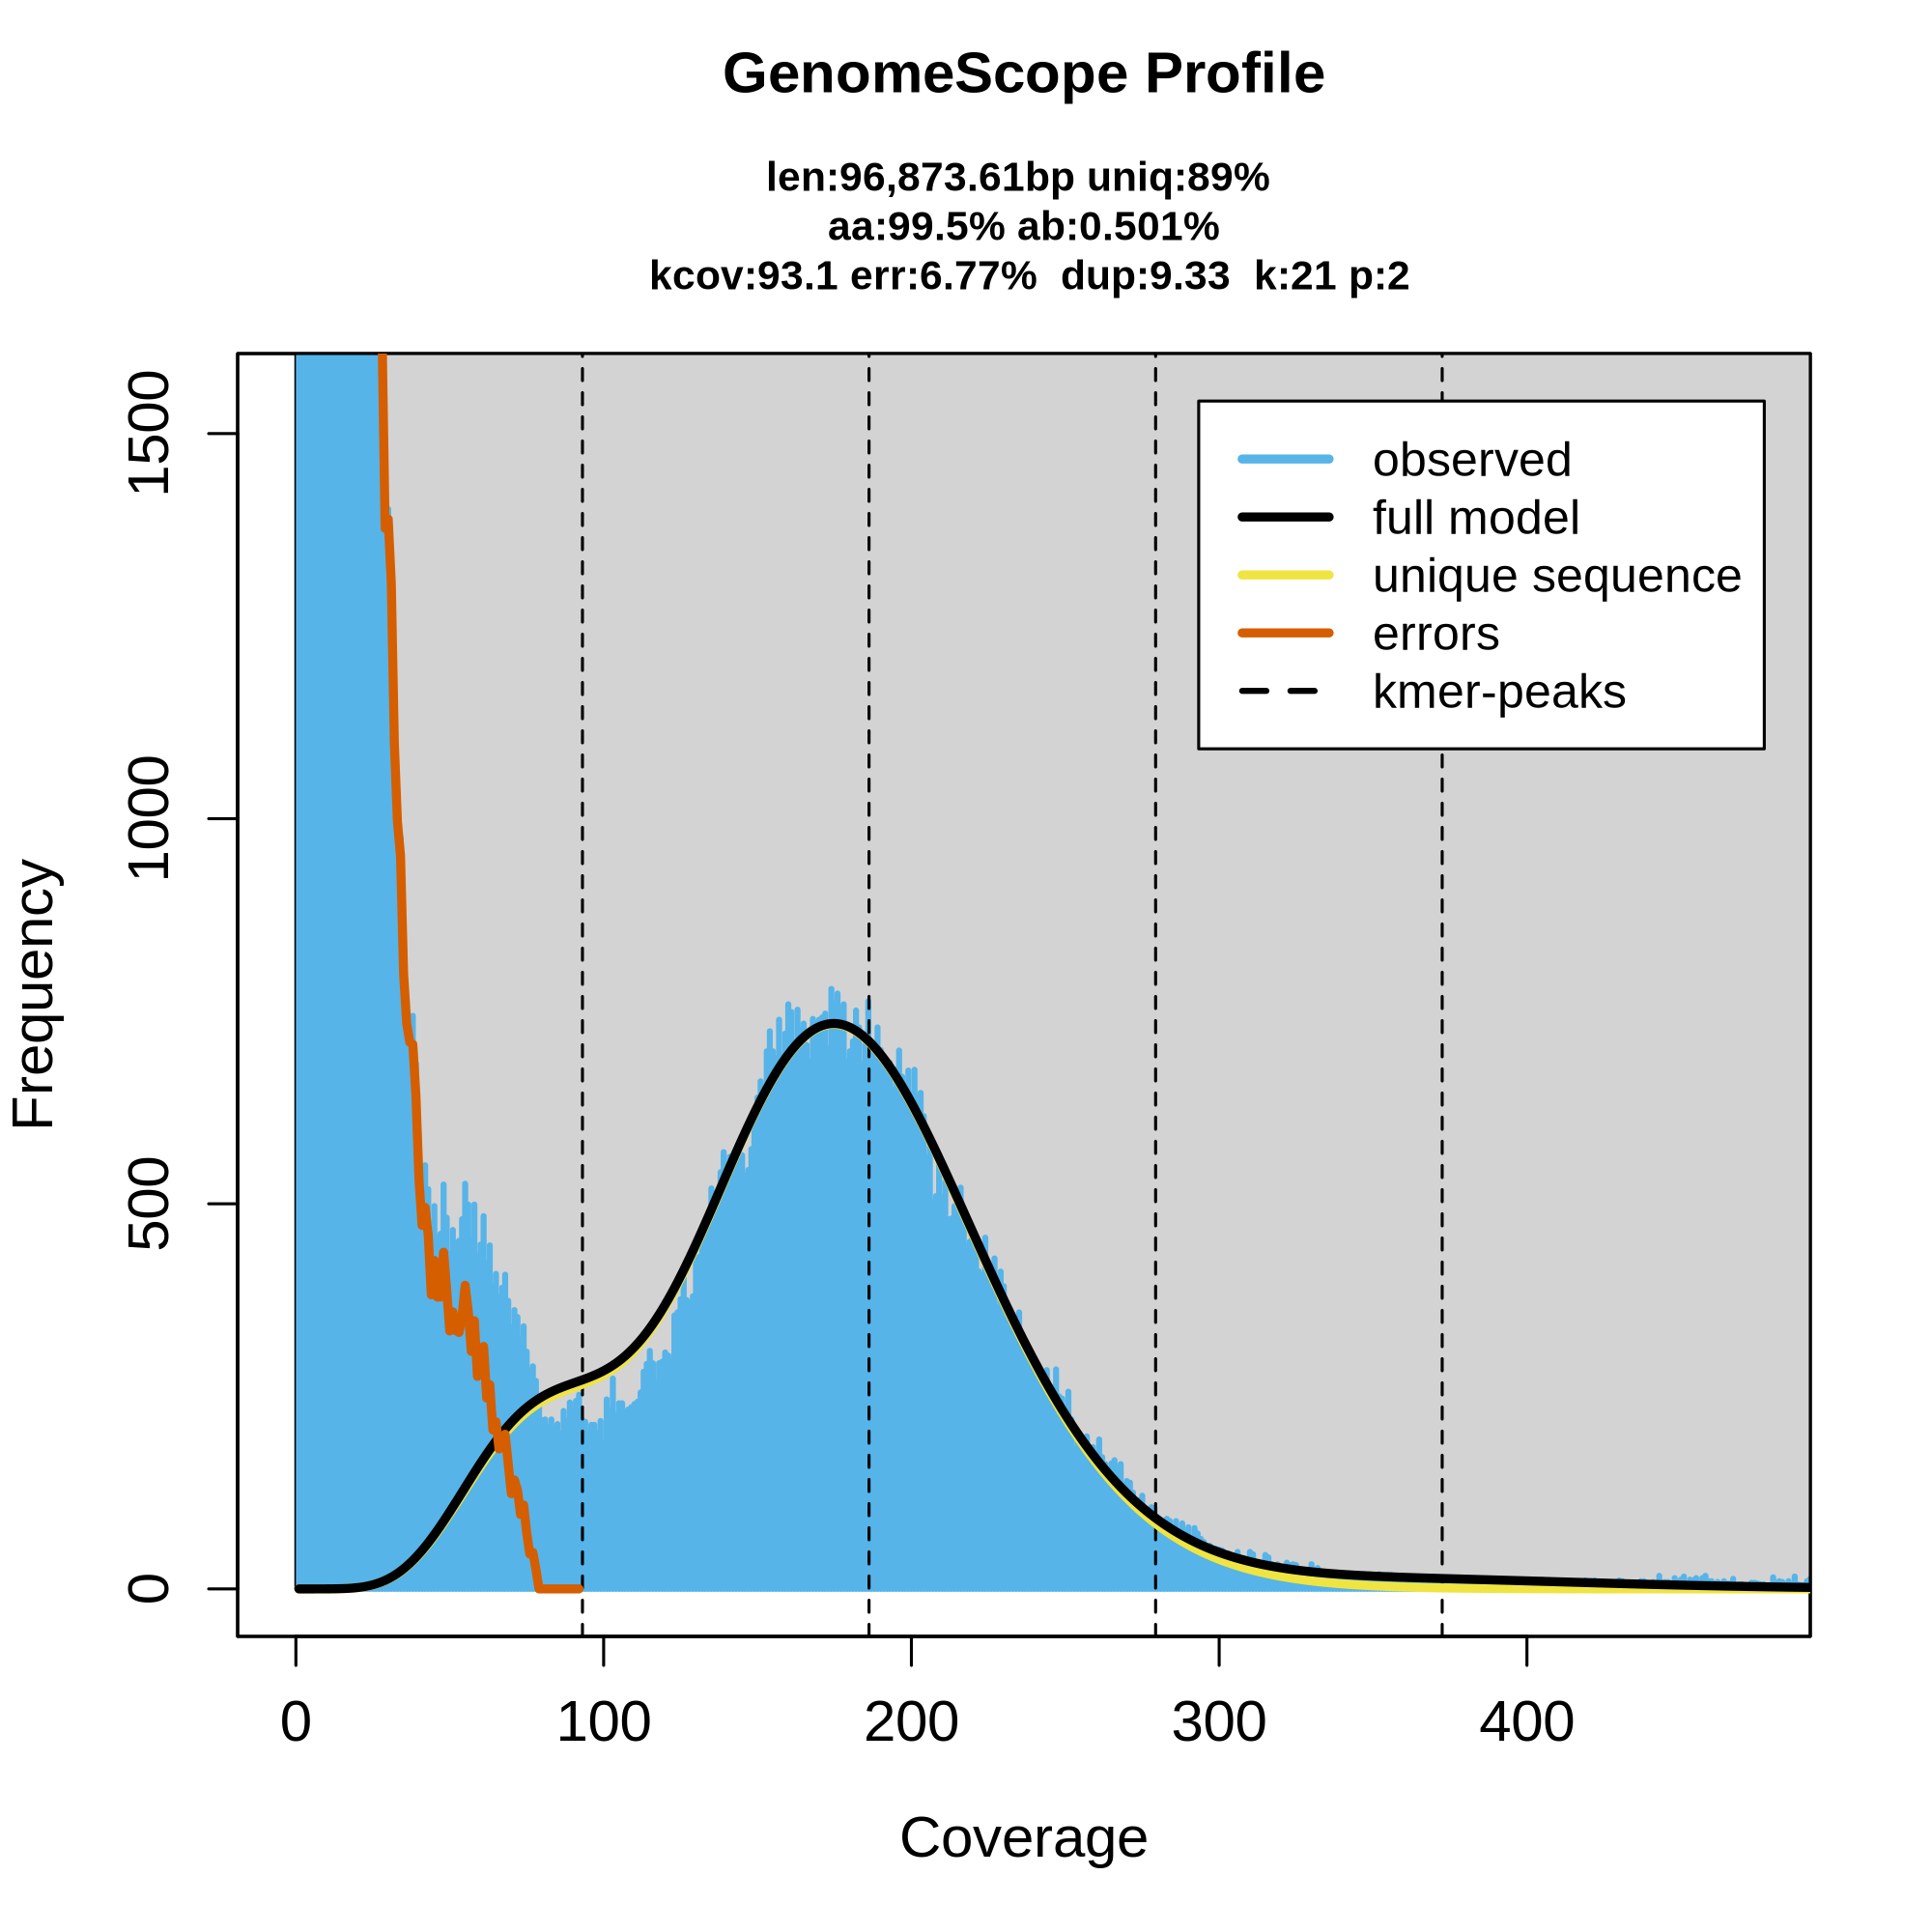 GenomeScope Profile
len:96,873.61bp uniq:89%
aa:99.5% ab:0.501%
kcov:93.1 err:6.77% dup:9.33 k:21 p:2
observed
full model
unique sequence
errors
kmer-peaks
Frequency
1500
1000
500
0
0 100 200 300 400
Coverage